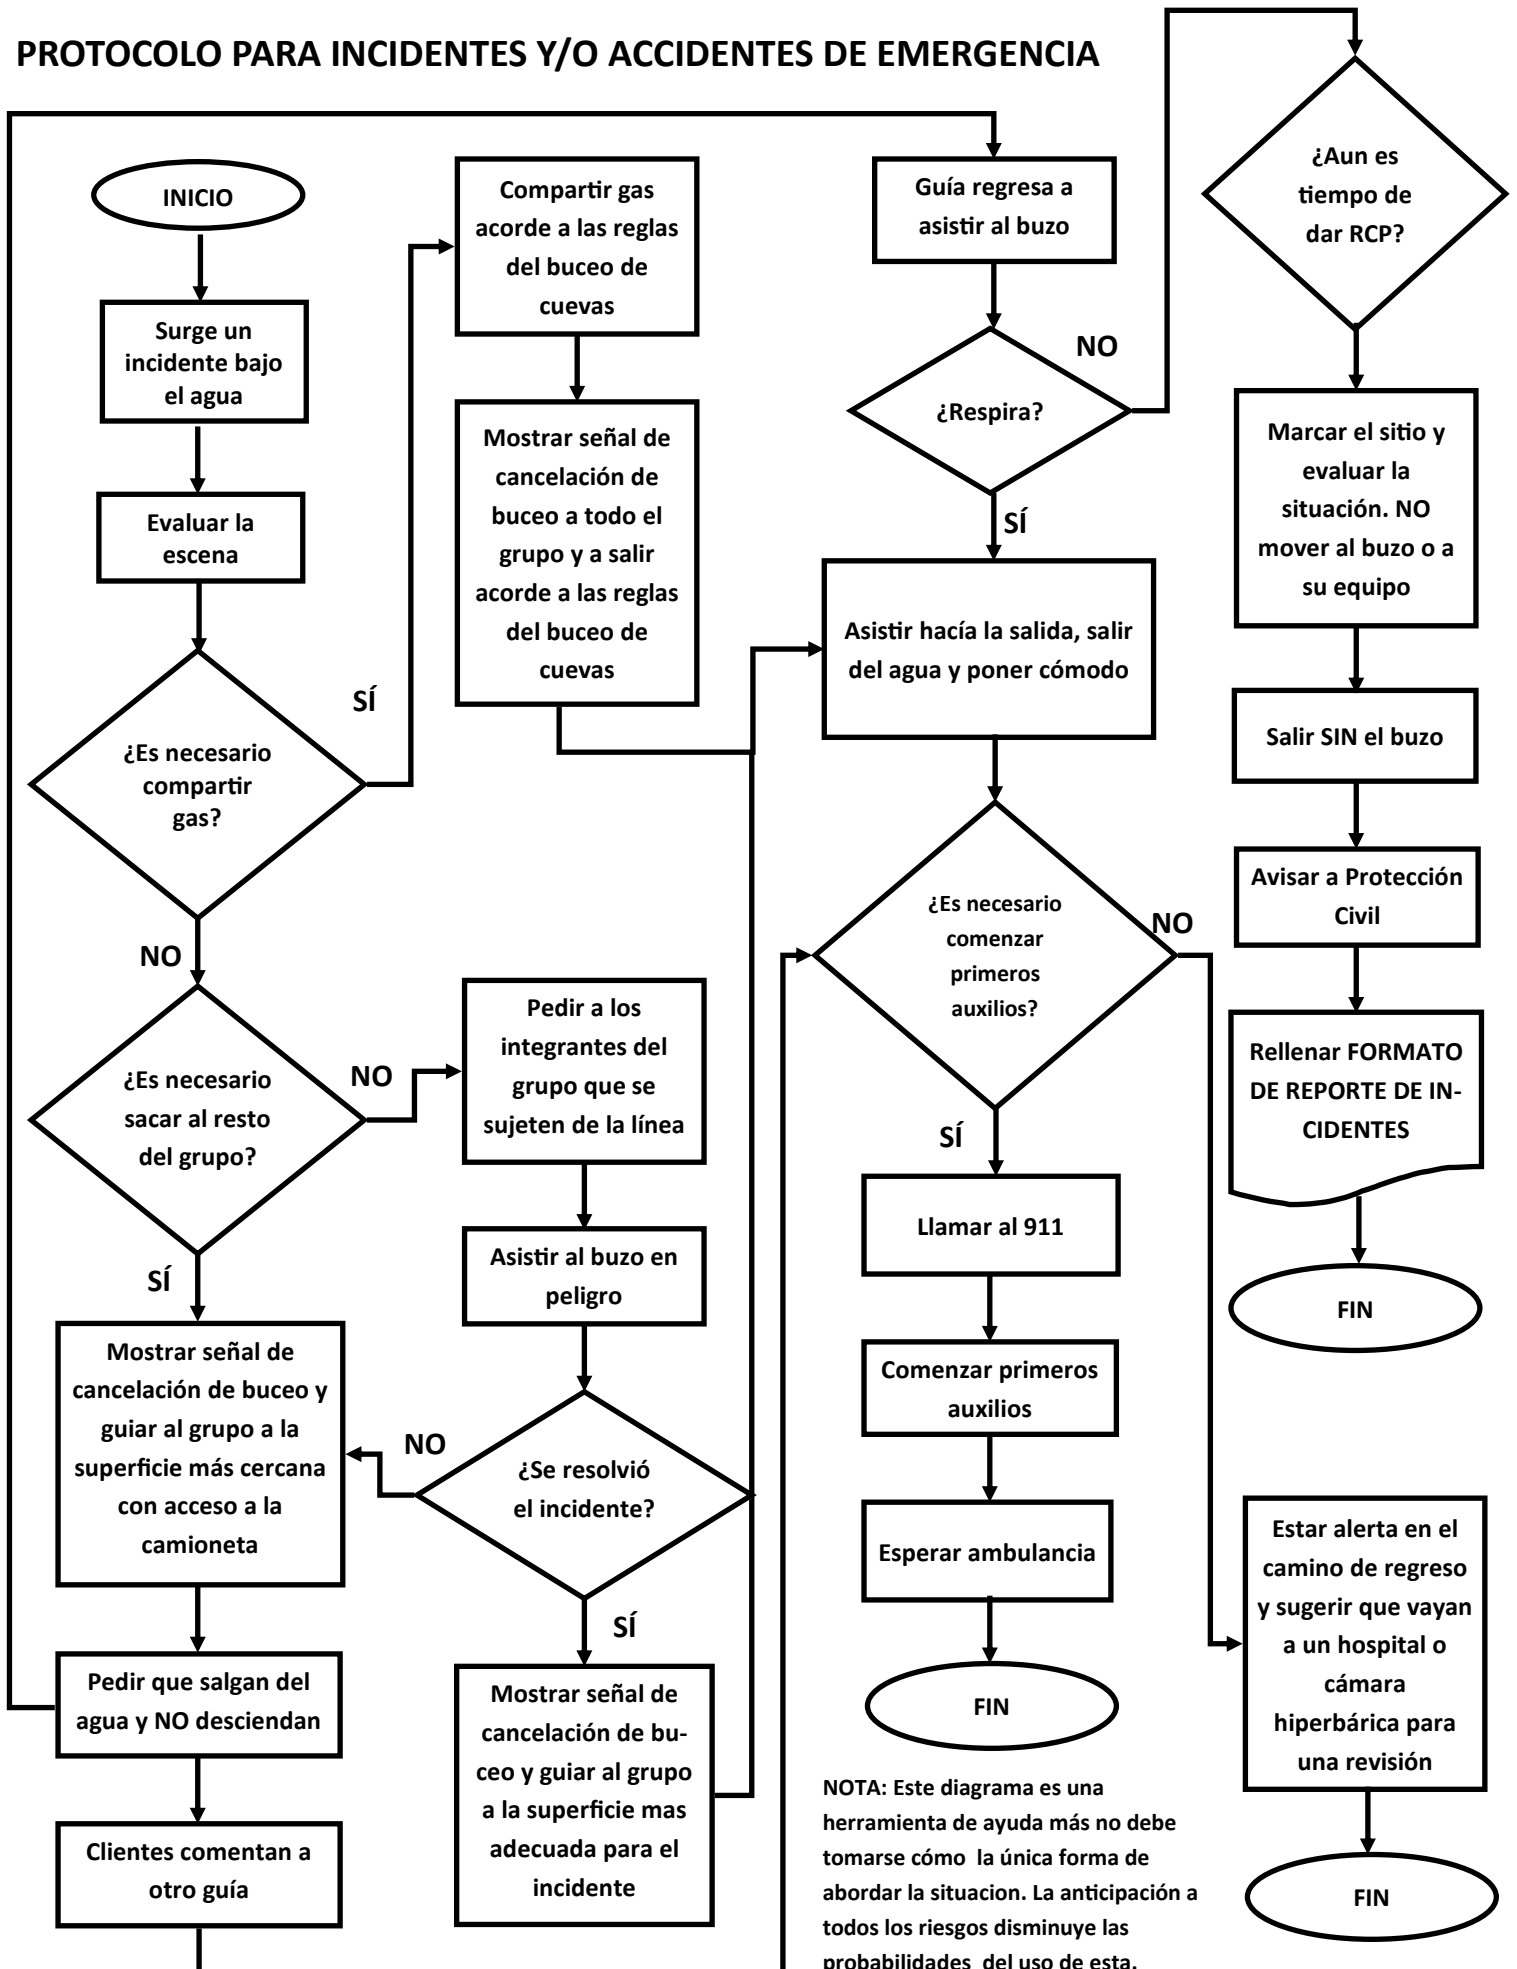 PROTOCOLO PARA INCIDENTES Y/O ACCIDENTES DE EMERGENCIA
INICIO
Surge un
incidente bajo
el agua
Evaluar la
escena
¿Es necesario
compartir
gas?
SÍ
NO
¿Es necesario
sacar al resto
del grupo?
NO
SÍ
Mostrar señal de
cancelación de buceo y
guiar al grupo a la
superficie más cercana
con acceso a la
camioneta
Pedir que salgan del
agua y NO desciendan
Clientes comentan a
otro guía
Compartir gas
acorde a las reglas
del buceo de
cuevas
Mostrar señal de
cancelación de
buceo a todo el
grupo y a salir
acorde a las reglas
del buceo de
cuevas
Pedir a los
integrantes del
grupo que se
sujeten de la línea
Asistir al buzo en
peligro
¿Se resolvió
el incidente?
NO
SÍ
Mostrar señal de
cancelación de bu-
ceo y guiar al grupo
a la superficie mas
adecuada para el
incidente
Guía regresa a
asistir al buzo
¿Respira?
NO
SÍ
Asistir hacía la salida, salir
del agua y poner cómodo
¿Es necesario
comenzar
primeros
auxilios?
NO
SÍ
Llamar al 911
Comenzar primeros
auxilios
Esperar ambulancia
FIN
NOTA: Este diagrama es una
herramienta de ayuda más no debe
tomarse cómo la única forma de
abordar la situacion. La anticipación a
todos los riesgos disminuye las
probabilidades del uso de esta.
¿Aun es
tiempo de
dar RCP?
Marcar el sitio y
evaluar la
situación. NO
mover al buzo o a
su equipo
Salir SIN el buzo
Avisar a Protección
Civil
Rellenar FORMATO
DE REPORTE DE IN-
CIDENTES
FIN
Estar alerta en el
camino de regreso
y sugerir que vayan
a un hospital o
cámara
hiperbárica para
una revisión
FIN